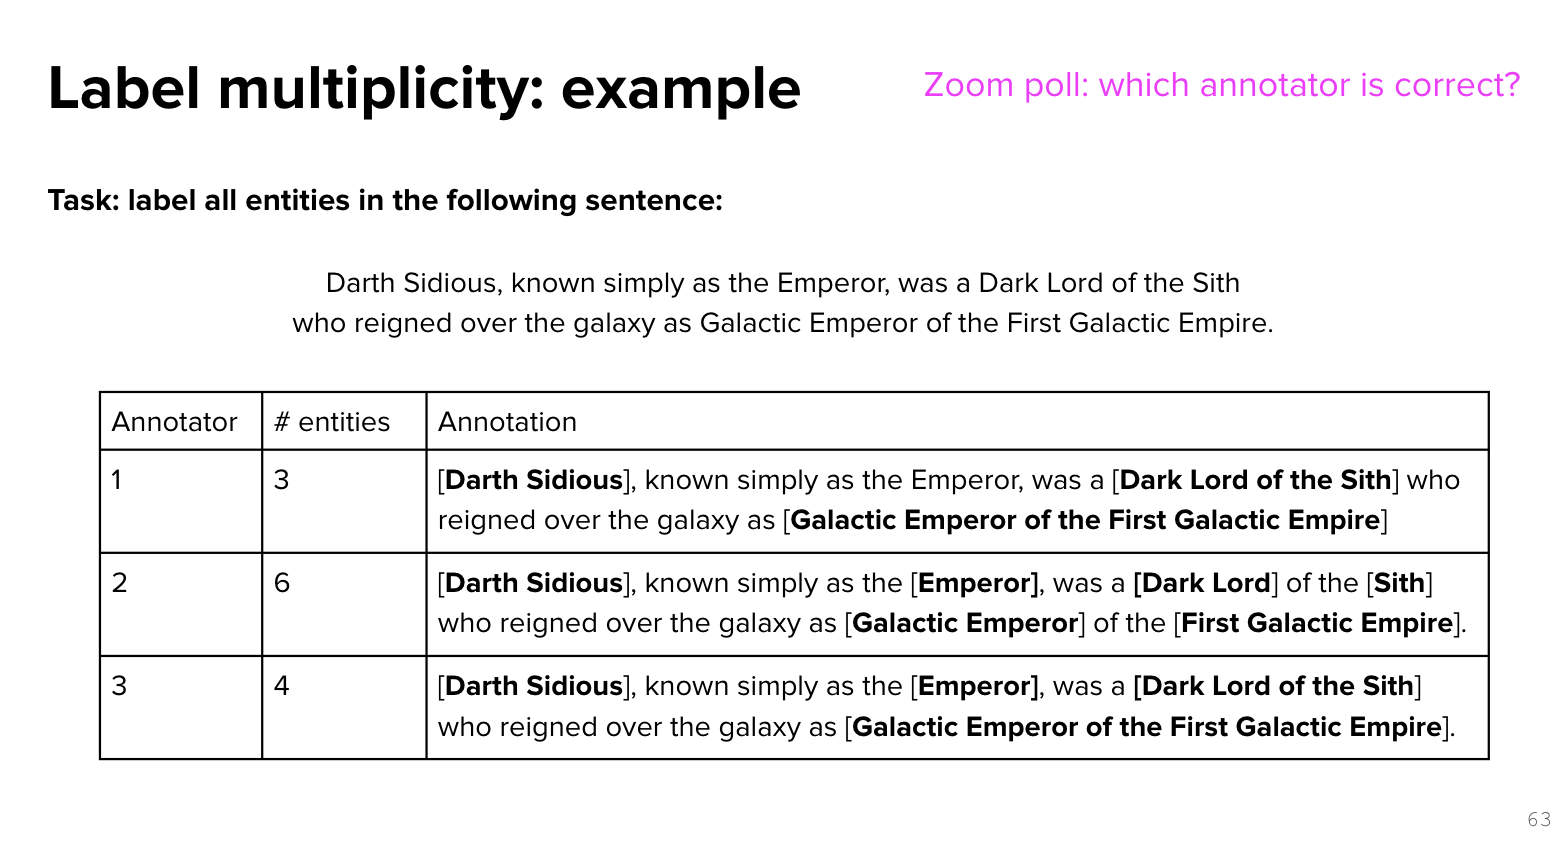 Label multiplicity: example
Zoom poll: which annotator is correct?
Task: label all entities in the following sentence:
Darth Sidious, known simply as the Emperor, was a Dark Lord of the Sith
who reigned over the galaxy as Galactic Emperor of the First Galactic Empire.
Annotator # entities Annotation
1 3 [Darth Sidious], known simply as the Emperor, was a [Dark Lord of the Sith] who
reigned over the galaxy as [Galactic Emperor of the First Galactic Empire]
2 6 [Darth Sidious], known simply as the [Emperor], was a [Dark Lord] of the [Sith]
who reigned over the galaxy as [Galactic Emperor] of the [First Galactic Empire].
3 4 [Darth Sidious], known simply as the [Emperor], was a [Dark Lord of the Sith]
who reigned over the galaxy as [Galactic Emperor of the First Galactic Empire].
63